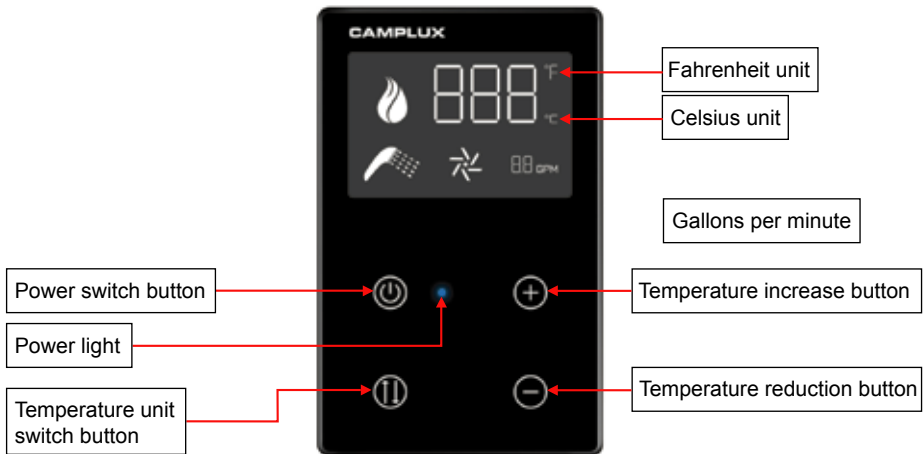 CAMPLUX
888 °F
°C
88 GPM
Fahrenheit unit
Celsius unit
Gallons per minute
Power switch button
Power light
Temperature unit
switch button
Temperature increase button
Temperature reduction button